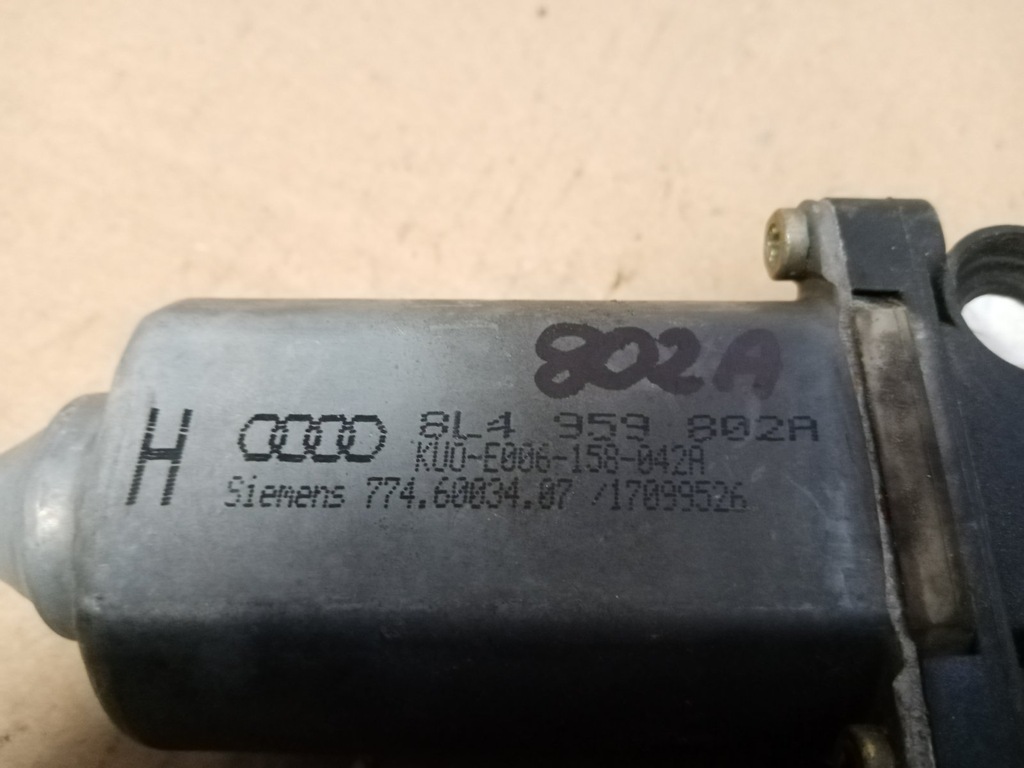 802A
H
8L4 959 802A
KUO-E006-158-042A
Siemens 774.60034.07 /17099526